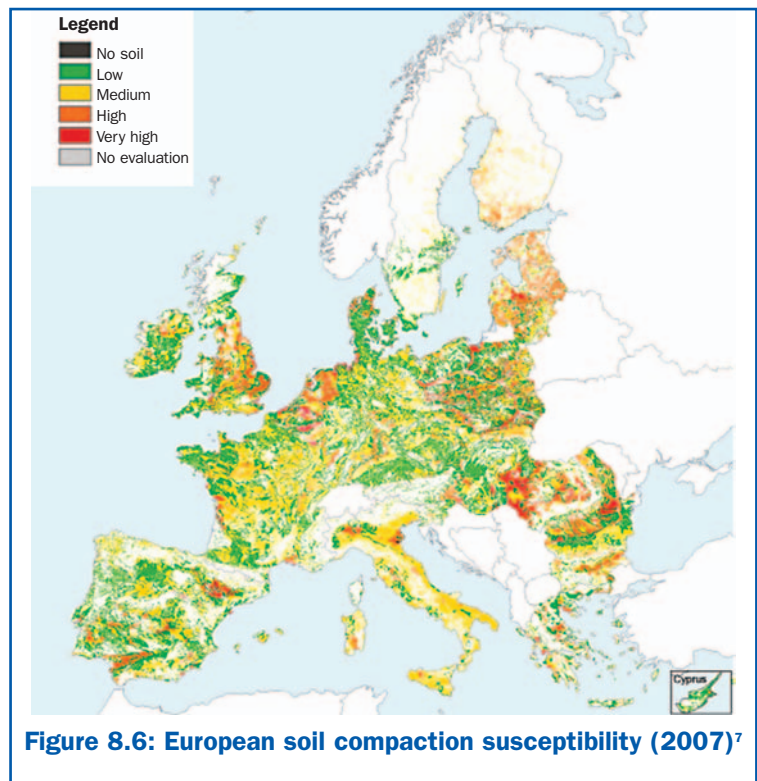 Legend
No soil
Low
Medium
High
Very high
No evaluation
Cyprus
Figure 8.6: European soil compaction susceptibility (2007)⁷